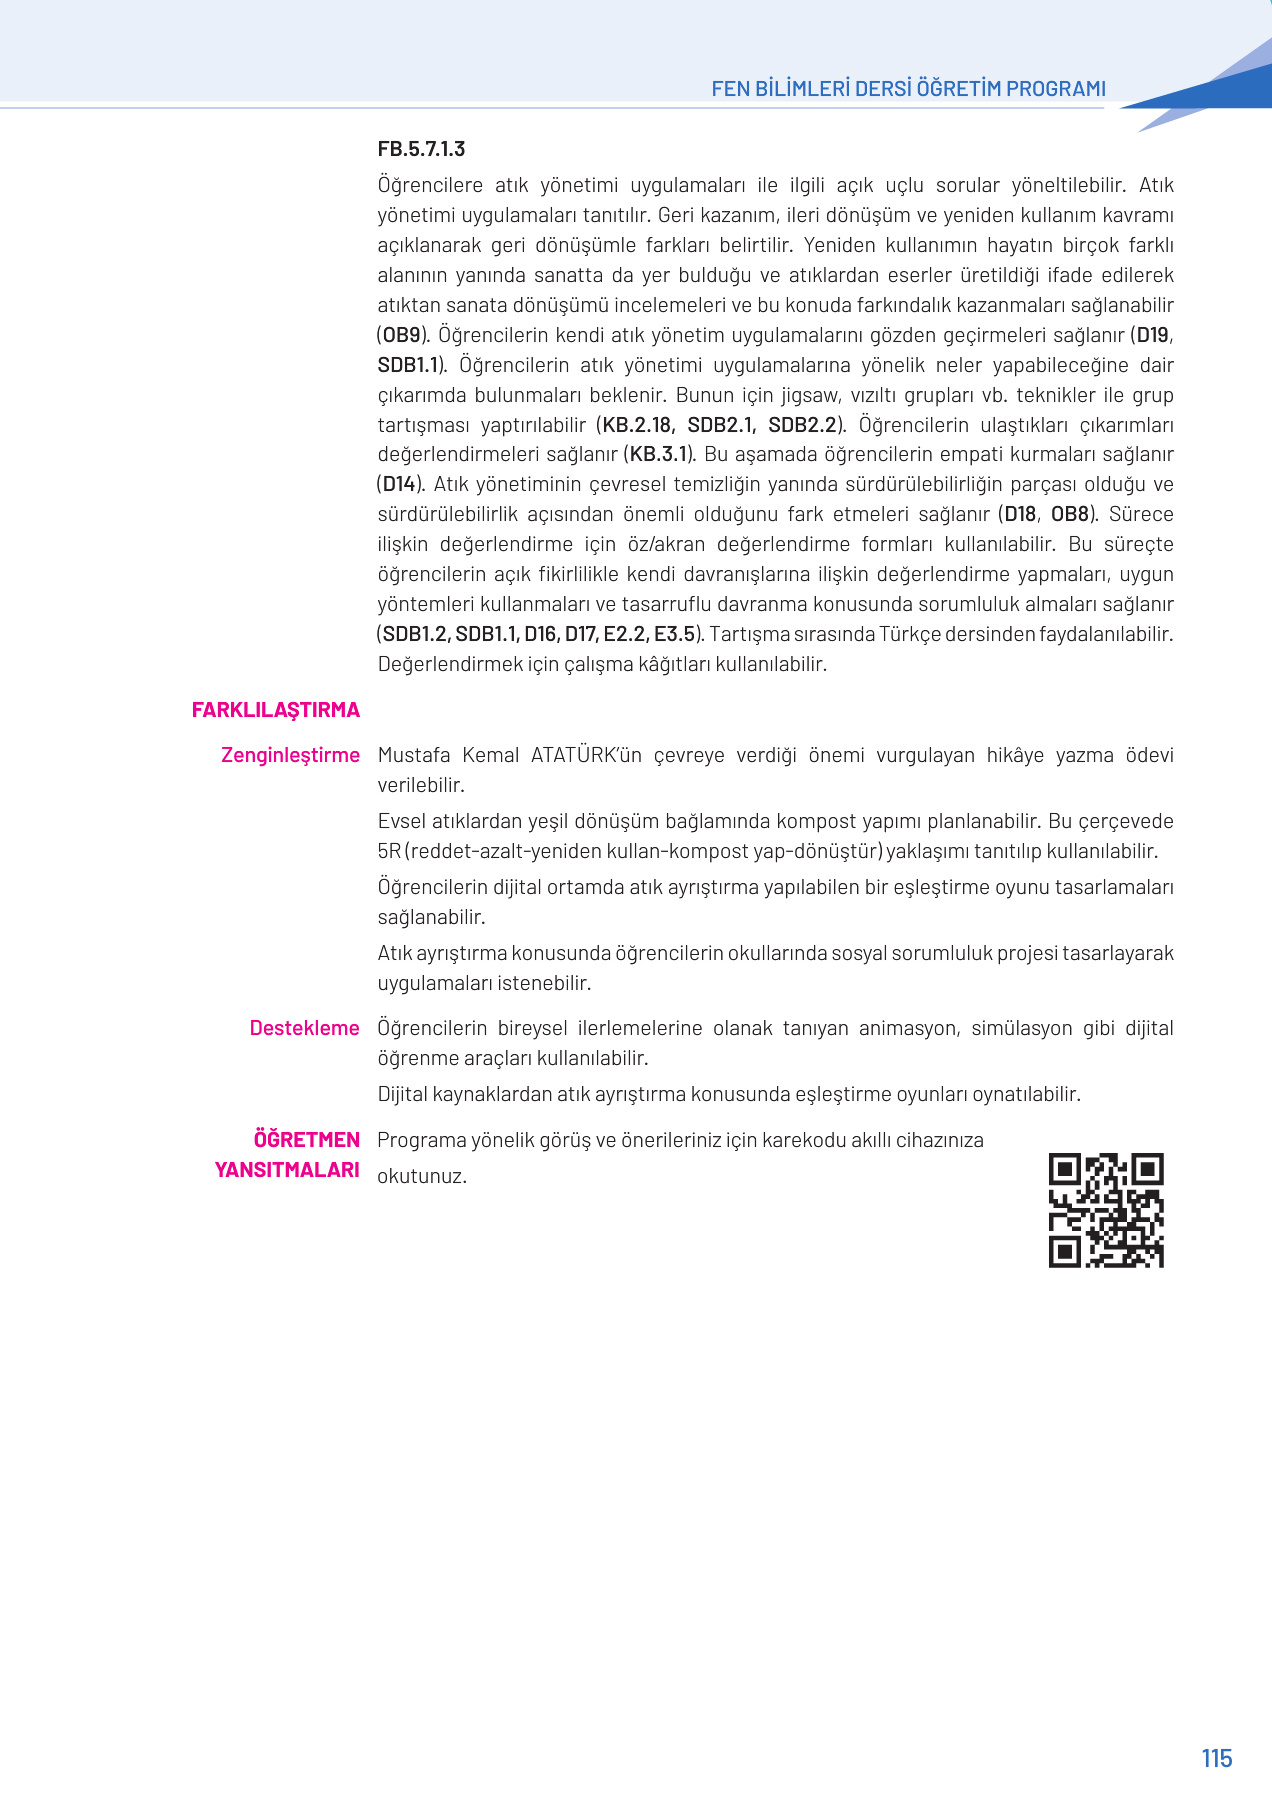 FEN BİLİMLERİ DERSİ ÖĞRETİM PROGRAMI
FB.5.7.1.3
Öğrencilere atık yönetimi uygulamaları ile ilgili açık uçlu sorular yöneltilebilir. Atık
yönetimi uygulamaları tanıtılır. Geri kazanım, ileri dönüşüm ve yeniden kullanım kavramı
açıklanarak geri dönüşümle farkları belirtilir. Yeniden kullanımın hayatın birçok farklı
alanının yanında sanatta da yer bulduğu ve atıklardan eserler üretildiği ifade edilerek
atıktan sanata dönüşümü incelemeleri ve bu konuda farkındalık kazanmaları sağlanabilir
(OB9). Öğrencilerin kendi atık yönetim uygulamalarını gözden geçirmeleri sağlanır (D19,
SDB1.1). Öğrencilerin atık yönetimi uygulamalarına yönelik neler yapabileceğine dair
çıkarımda bulunmaları beklenir. Bunun için jigsaw, vızıltı grupları vb. teknikler ile grup
tartışması yaptırılabilir (KB.2.18, SDB2.1, SDB2.2). Öğrencilerin ulaştıkları çıkarımları
değerlendirmeleri sağlanır (KB.3.1). Bu aşamada öğrencilerin empati kurmaları sağlanır
(D14). Atık yönetiminin çevresel temizliğin yanında sürdürülebilirliğin parçası olduğu ve
sürdürülebilirlik açısından önemli olduğunu fark etmeleri sağlanır (D18, OB8). Sürece
ilişkin değerlendirme için öz/akran değerlendirme formları kullanılabilir. Bu süreçte
öğrencilerin açık fikirlilikle kendi davranışlarına ilişkin değerlendirme yapmaları, uygun
yöntemleri kullanmaları ve tasarruflu davranma konusunda sorumluluk almaları sağlanır
(SDB1.2, SDB1.1, D16, D17, E2.2, E3.5). Tartışma sırasında Türkçe dersinden faydalanılabilir.
Değerlendirmek için çalışma kâğıtları kullanılabilir.
FARKLILAŞTIRMA
Zenginleştirme Mustafa Kemal ATATÜRK’ün çevreye verdiği önemi vurgulayan hikâye yazma ödevi
verilebilir.
Evsel atıklardan yeşil dönüşüm bağlamında kompost yapımı planlanabilir. Bu çerçevede
5R (reddet-azalt-yeniden kullan-kompost yap-dönüştür) yaklaşımı tanıtılıp kullanılabilir.
Öğrencilerin dijital ortamda atık ayrıştırma yapılabilen bir eşleştirme oyunu tasarlamaları
sağlanabilir.
Atık ayrıştırma konusunda öğrencilerin okullarında sosyal sorumluluk projesi tasarlayarak
uygulamaları istenebilir.
Destekleme Öğrencilerin bireysel ilerlemelerine olanak tanıyan animasyon, simülasyon gibi dijital
öğrenme araçları kullanılabilir.
Dijital kaynaklardan atık ayrıştırma konusunda eşleştirme oyunları oynatılabilir.
ÖĞRETMEN Programa yönelik görüş ve önerileriniz için karekodu akıllı cihazınıza
YANSITMALARI okutunuz.
115